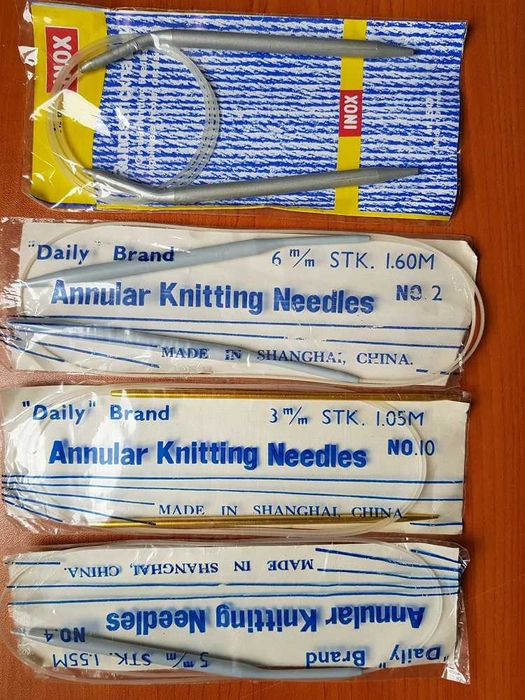 INOX
INOX
"Daily" Brand
6 m/m STK. 1.60M
Annular Knitting Needles NO.2
MADE IN SHANGHAI, CHINA.
"Daily" Brand
3 m/m STK. 1.05M
Annular Knitting Needles NO.10
MADE IN SHANGHAI, CHINA
"Daily" Brand
5 m/m STK. 1.55M
Annular Knitting Needles NO.4
MADE IN SHANGHAI, CHINA.